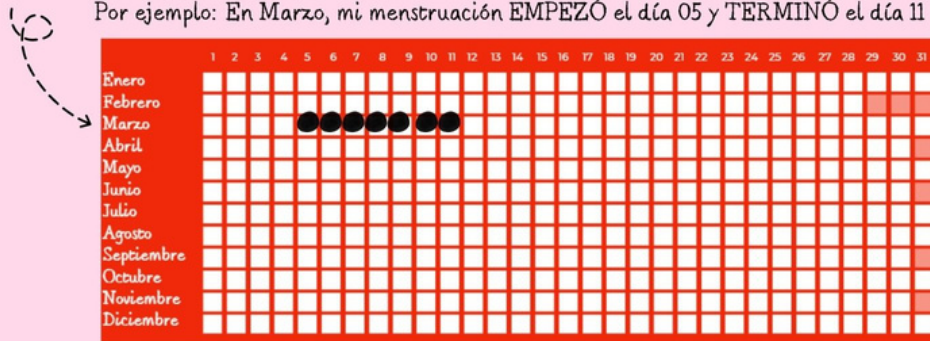 Por ejemplo: En Marzo, mi menstruación EMPEZÓ el día 05 y TERMINÓ el día 11
1 2 3 4 5 6 7 8 9 10 11 12 13 14 15 16 17 18 19 20 21 22 23 24 25 26 27 28 29 30 31
Enero
Febrero
Marzo
Abril
Mayo
Junio
Julio
Agosto
Septiembre
Octubre
Noviembre
Diciembre